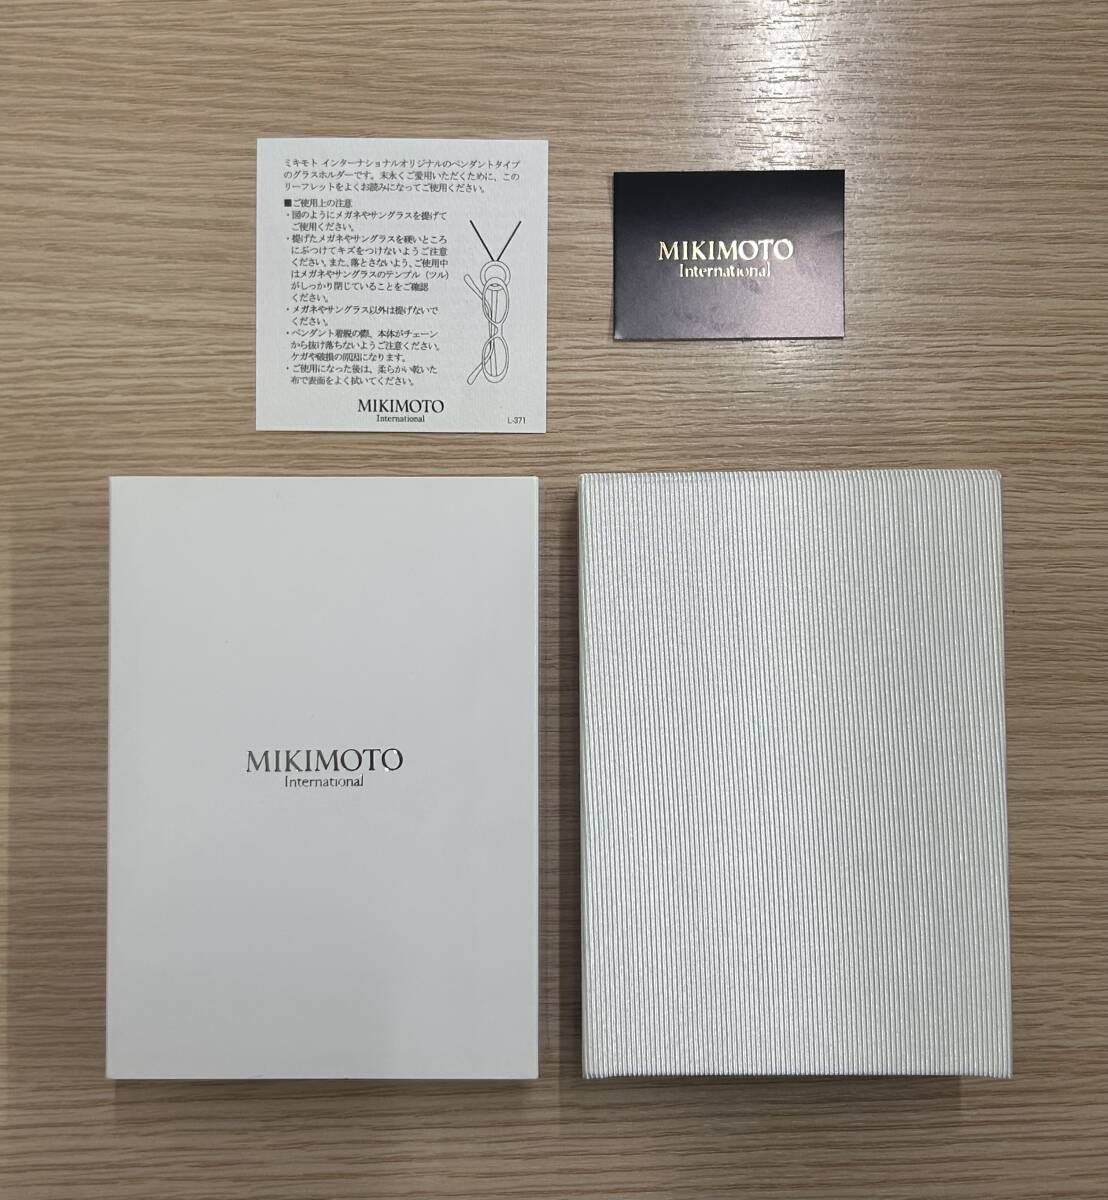 ミキモト インターナショナルオリジナルのペンダントタイプ
のグラスホルダーです。末永くご愛用いただくために、この
リーフレットをよくお読みになってご使用ください。
■ご使用上の注意
・図のようにメガネやサングラスを提げて
ご使用ください。
・提げたメガネやサングラスを硬いところ
にぶつけてキズをつけないようご注意
ください。また、落とさないよう、ご使用中
はメガネやサングラスのテンプル（ツル）
がしっかり閉じていることをご確認
ください。
・メガネやサングラス以外は提げないで
ください。
・ペンダント着脱の際、本体がチェーン
から抜け落ちないようご注意ください。
ケガや破損の原因になります。
・ご使用になった後は、柔らかい乾いた
布で表面をよく拭いてください。
MIKIMOTO
International
L-371
MIKIMOTO
International
MIKIMOTO
International